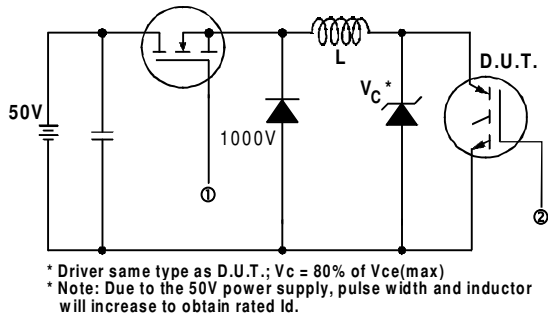 L
D.U.T.
V_C *
50V
1000V
①
②
* Driver same type as D.U.T.; Vc = 80% of Vce(max)
* Note: Due to the 50V power supply, pulse width and inductor
will increase to obtain rated Id.